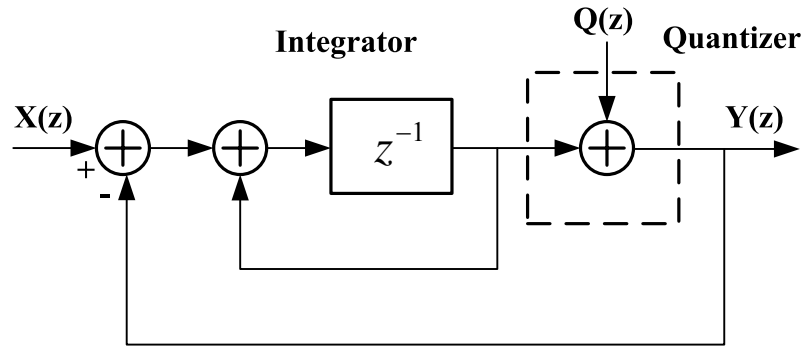 Q(z)
Integrator
Quantizer
X(z)
Y(z)
z⁻¹
+
-